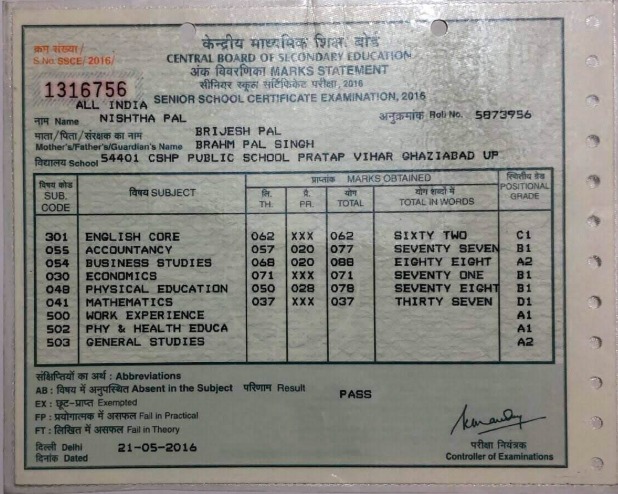 क्रम संख्या /
S.No. SSCE/ 2016/
1316756
केन्द्रीय माध्यमिक शिक्षा बोर्ड
CENTRAL BOARD OF SECONDARY EDUCATION
अंक विवरणिका MARKS STATEMENT
सीनियर स्कूल सर्टिफिकेट परीक्षा, 2016
SENIOR SCHOOL CERTIFICATE EXAMINATION, 2016
ALL INDIA
नाम Name NISHTHA PAL अनुक्रमांक Roll No. 5873956
माता/पिता/संरक्षक का नाम BRIJESH PAL
Mother's/Father's/Guardian's Name BRAHM PAL SINGH
विद्यालय School 54401 CSHP PUBLIC SCHOOL PRATAP VIHAR GHAZIABAD UP
विषय कोड SUB. CODE विषय SUBJECT प्राप्तांक MARKS OBTAINED स्थितीय ग्रेड POSITIONAL GRADE
लि. TH. प्रै. PR. योग TOTAL योग शब्दों में TOTAL IN WORDS
301 ENGLISH CORE 062 XXX 062 SIXTY TWO C1
055 ACCOUNTANCY 057 020 077 SEVENTY SEVEN B1
054 BUSINESS STUDIES 068 020 088 EIGHTY EIGHT A2
030 ECONOMICS 071 XXX 071 SEVENTY ONE B1
048 PHYSICAL EDUCATION 050 028 078 SEVENTY EIGHT B1
041 MATHEMATICS 037 XXX 037 THIRTY SEVEN D1
500 WORK EXPERIENCE A1
502 PHY & HEALTH EDUCA A1
503 GENERAL STUDIES A2
संक्षिप्तियों का अर्थ : Abbreviations
AB : विषय में अनुपस्थित Absent in the Subject परिणाम Result PASS
EX : छूट-प्राप्त Exempted
FP : प्रयोगात्मक में असफल Fail in Practical
FT : लिखित में असफल Fail in Theory
दिल्ली Delhi
दिनांक Dated 21-05-2016
परीक्षा नियंत्रक
Controller of Examinations